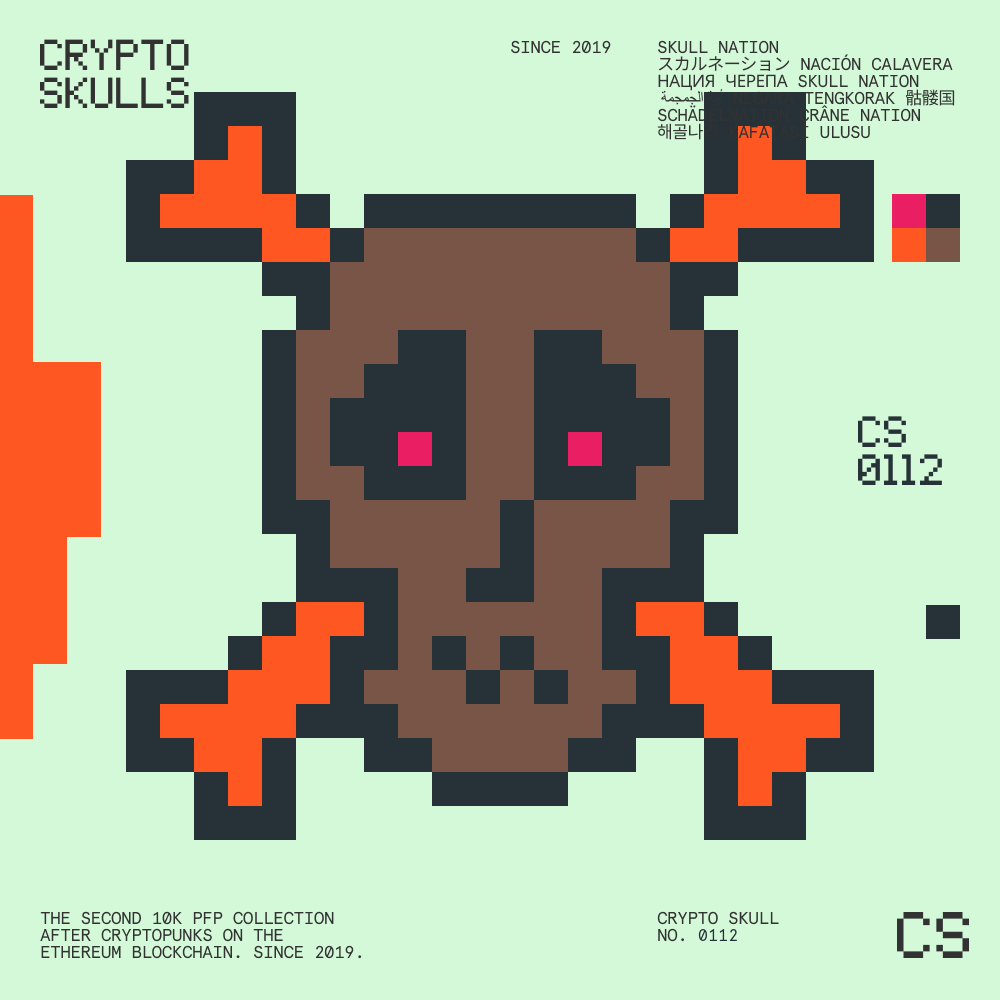 CRYPTO
SKULLS
SINCE 2019
SKULL NATION
スカルネーション NACIÓN CALAVERA
НАЦИЯ ЧЕРЕПА SKULL NATION
TENGKORAK 骷髅国
CRÂNE NATION
해골나 ULUSU
CS
0112
THE SECOND 10K PFP COLLECTION
AFTER CRYPTOPUNKS ON THE
ETHEREUM BLOCKCHAIN. SINCE 2019.
CRYPTO SKULL
NO. 0112
CS